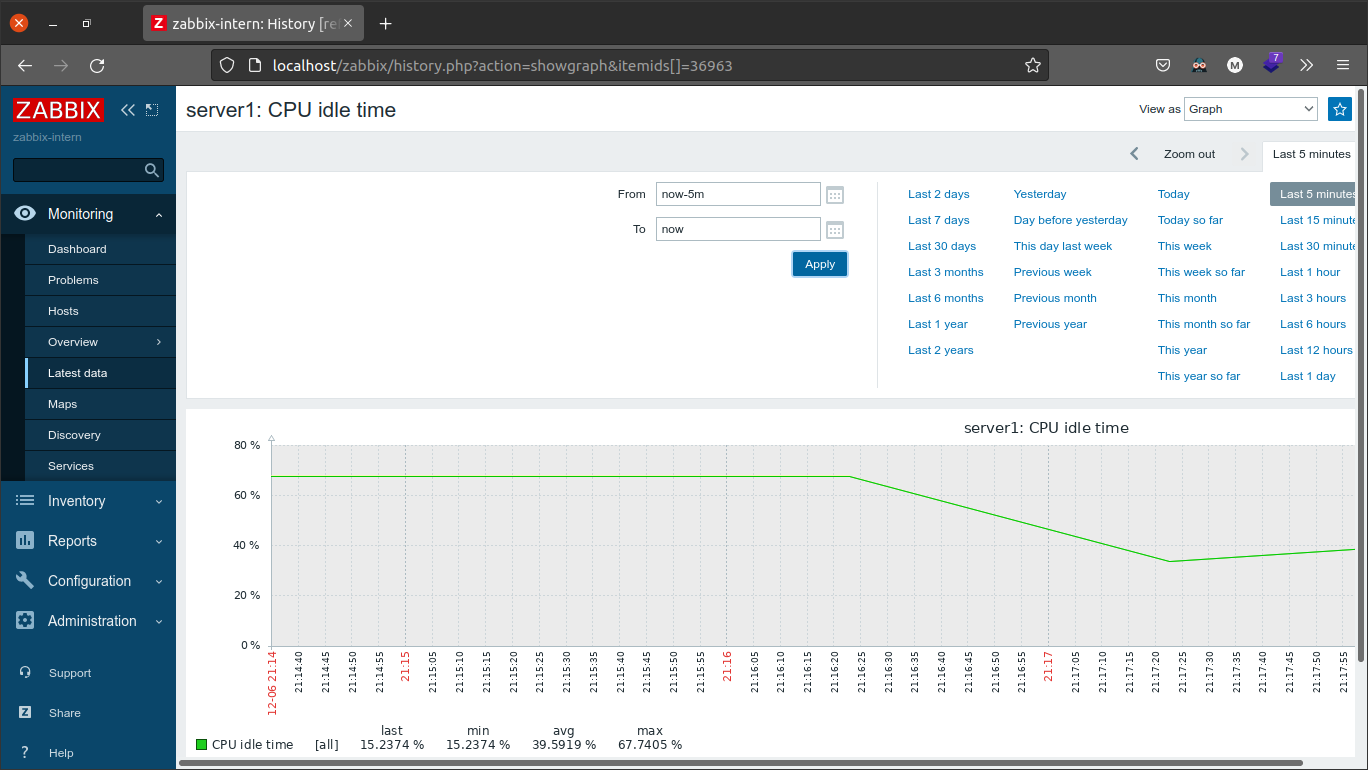 Z zabbix-intern: History [re
localhost/zabbix/history.php?action=showgraph&itemids[]=36963
M
7
ZABBIX
zabbix-intern
Monitoring
Dashboard
Problems
Hosts
Overview
Latest data
Maps
Discovery
Services
Inventory
Reports
Configuration
Administration
Support
Z Share
? Help
server1: CPU idle time
View as Graph
Zoom out
Last 5 minutes
From now-5m
To now
Apply
Last 2 days Yesterday Today Last 5 minutes
Last 7 days Day before yesterday Today so far Last 15 minute
Last 30 days This day last week This week Last 30 minute
Last 3 months Previous week This week so far Last 1 hour
Last 6 months Previous month This month Last 3 hours
Last 1 year Previous year This month so far Last 6 hours
Last 2 years This year Last 12 hours
This year so far Last 1 day
server1: CPU idle time
80 %
60 %
40 %
20 %
0 %
12-06 21:14
21:14:40
21:14:45
21:14:50
21:14:55
21:15
21:15:05
21:15:10
21:15:15
21:15:20
21:15:25
21:15:30
21:15:35
21:15:40
21:15:45
21:15:50
21:15:55
21:16
21:16:05
21:16:10
21:16:15
21:16:20
21:16:25
21:16:30
21:16:35
21:16:40
21:16:45
21:16:50
21:16:55
21:17
21:17:05
21:17:10
21:17:15
21:17:20
21:17:25
21:17:30
21:17:35
21:17:40
21:17:45
21:17:50
21:17:55
last min avg max
CPU idle time [all] 15.2374 % 15.2374 % 39.5919 % 67.7405 %